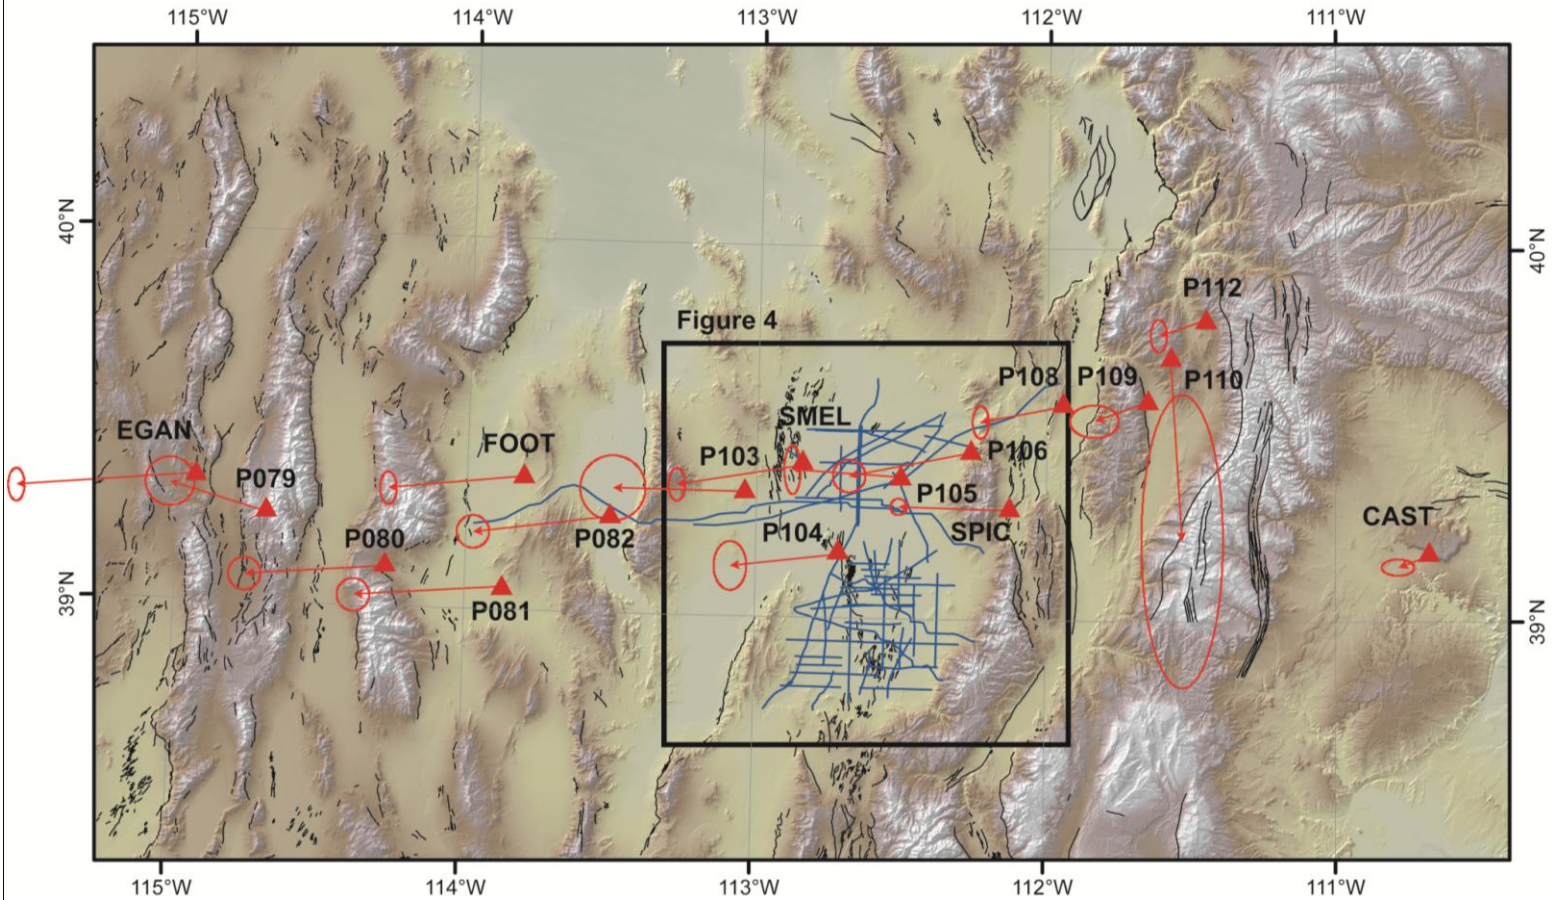 115°W 114°W 113°W 112°W 111°W
40°N
40°N
P112
Figure 4
P108 P109 P110
SMEL
EGAN
FOOT
P103
P106
P079
P105
CAST
P104
SPIC
P080
P082
P081
39°N
39°N
115°W 114°W 113°W 112°W 111°W